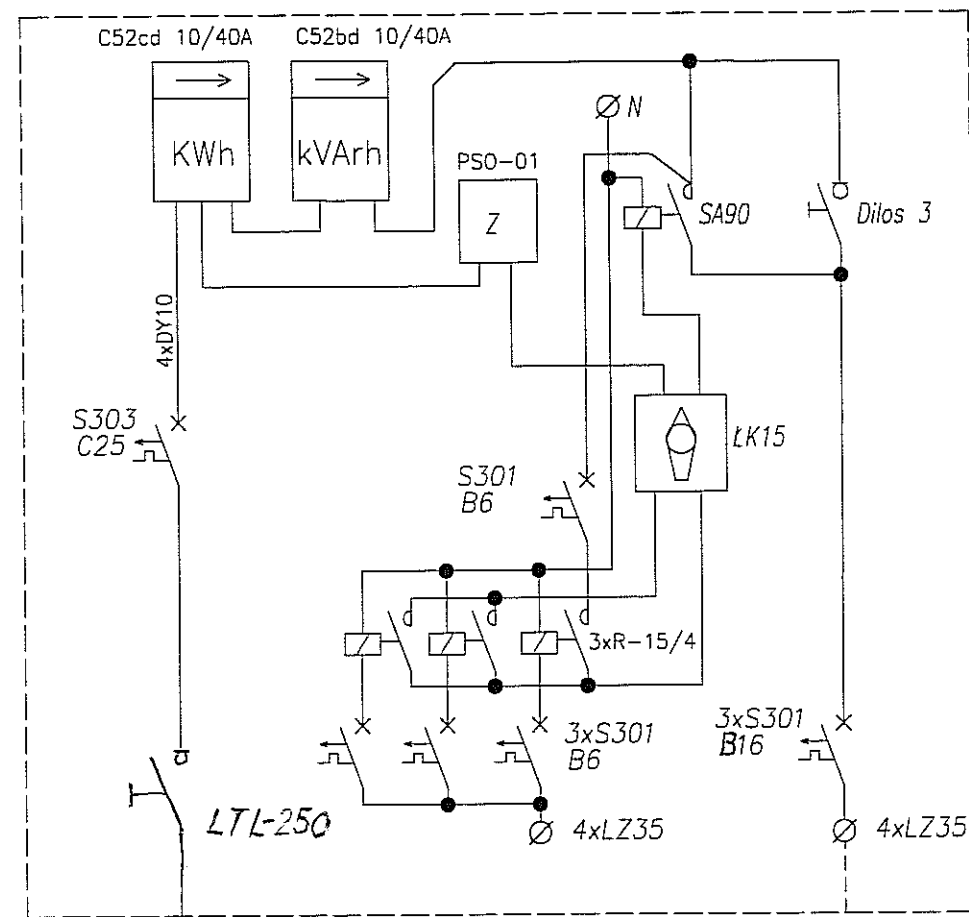 C52cd 10/40A
C52bd 10/40A
KWh
kVArh
N
PSO-01
Z
SA90
Dilos 3
4xDY10
S303
C25
ŁK15
S301
B6
3xR-15/4
3xS301
B6
3xS301
B16
LTL-250
4xLZ35
4xLZ35